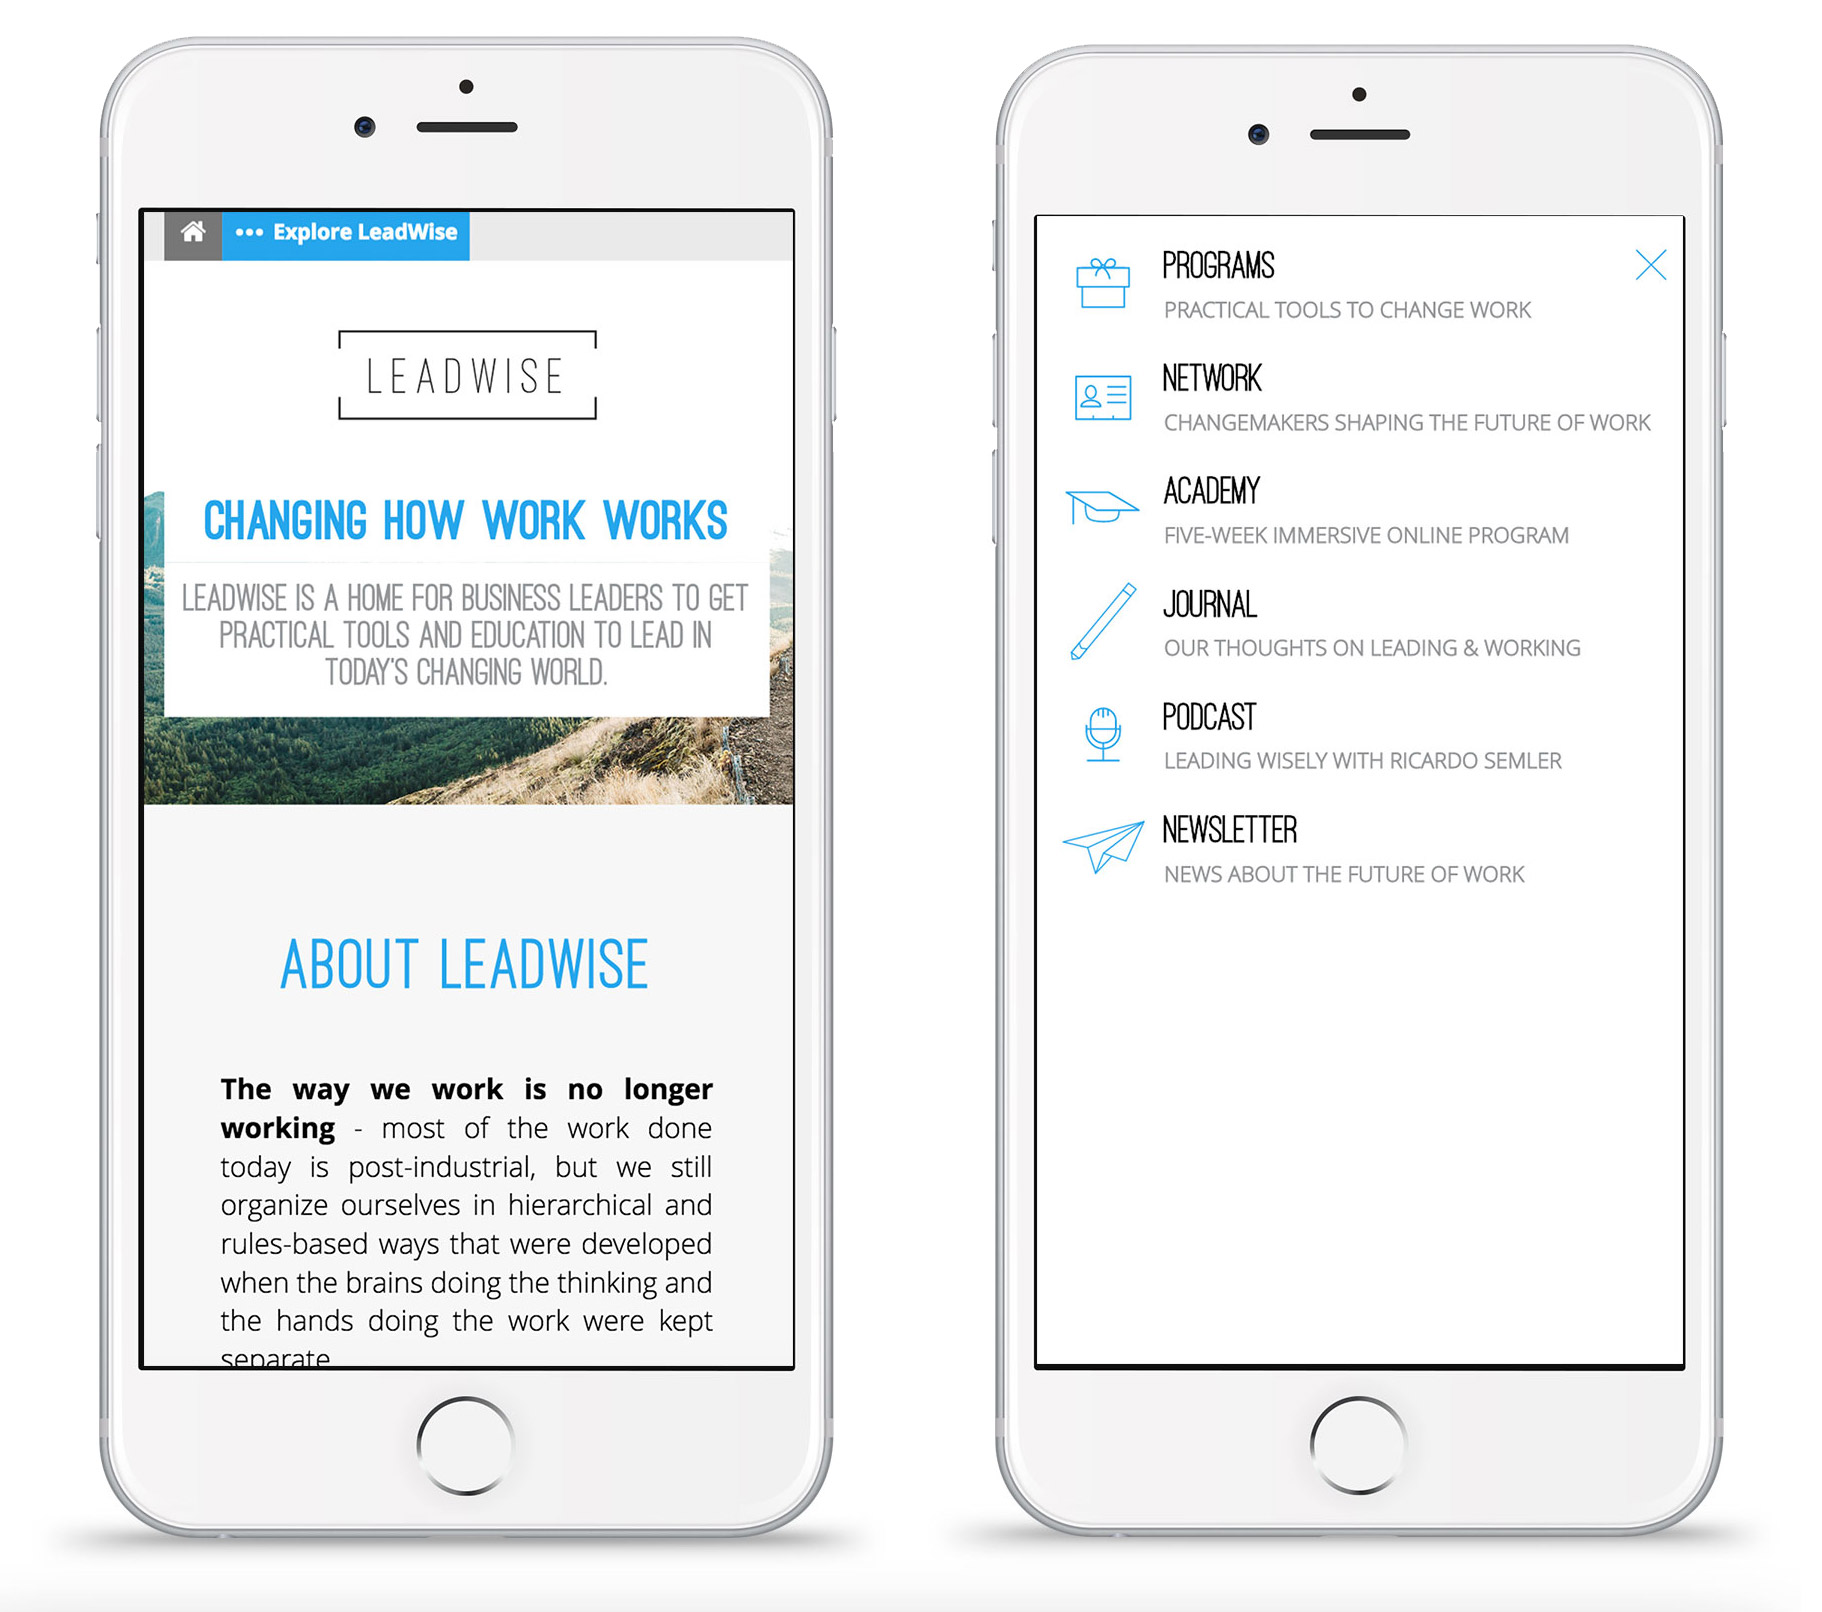 ••• Explore LeadWise
LEADWISE
CHANGING HOW WORK WORKS
LEADWISE IS A HOME FOR BUSINESS LEADERS TO GET
PRACTICAL TOOLS AND EDUCATION TO LEAD IN
TODAY'S CHANGING WORLD.
ABOUT LEADWISE
The way we work is no longer
working - most of the work done
today is post-industrial, but we still
organize ourselves in hierarchical and
rules-based ways that were developed
when the brains doing the thinking and
the hands doing the work were kept
separate
PROGRAMS
PRACTICAL TOOLS TO CHANGE WORK
NETWORK
CHANGEMAKERS SHAPING THE FUTURE OF WORK
ACADEMY
FIVE-WEEK IMMERSIVE ONLINE PROGRAM
JOURNAL
OUR THOUGHTS ON LEADING & WORKING
PODCAST
LEADING WISELY WITH RICARDO SEMLER
NEWSLETTER
NEWS ABOUT THE FUTURE OF WORK